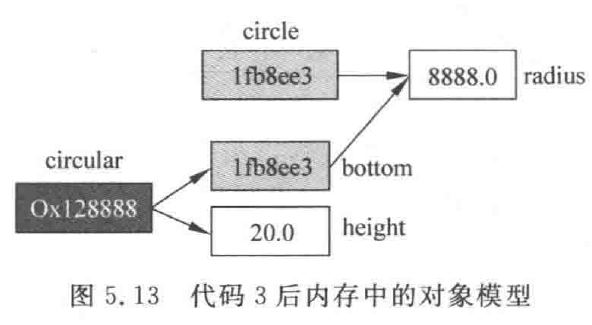 circle
1fb8ee3
8888.0 radius
circular
1fb8ee3 bottom
Ox128888
20.0 height
图 5.13 代码 3 后内存中的对象模型